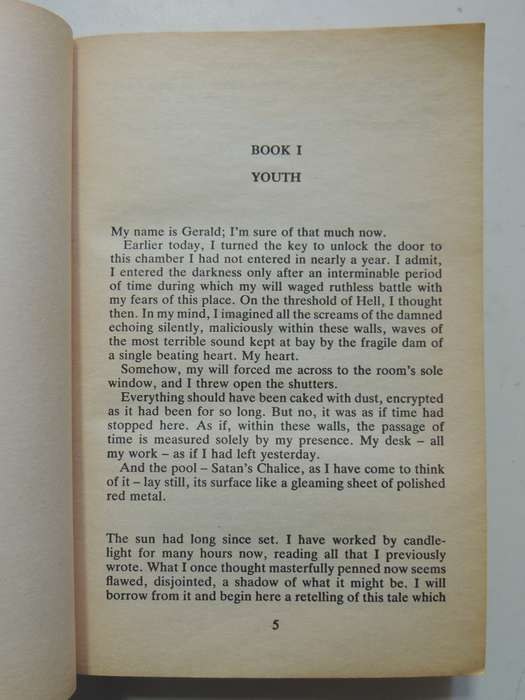 BOOK I
YOUTH
My name is Gerald; I'm sure of that much now.
Earlier today, I turned the key to unlock the door to
this chamber I had not entered in nearly a year. I admit,
I entered the darkness only after an interminable period
of time during which my will waged ruthless battle with
my fears of this place. On the threshold of Hell, I thought
then. In my mind, I imagined all the screams of the damned
echoing silently, maliciously within these walls, waves of
the most terrible sound kept at bay by the fragile dam of
a single beating heart. My heart.
Somehow, my will forced me across to the room's sole
window, and I threw open the shutters.
Everything should have been caked with dust, encrypted
as it had been for so long. But no, it was as if time had
stopped here. As if, within these walls, the passage of
time is measured solely by my presence. My desk – all
my work – as if I had left yesterday.
And the pool – Satan's Chalice, as I have come to think
of it – lay still, its surface like a gleaming sheet of polished
red metal.
The sun had long since set. I have worked by candle-
light for many hours now, reading all that I previously
wrote. What I once thought masterfully penned now seems
flawed, disjointed, a shadow of what it might be. I will
borrow from it and begin here a retelling of this tale which
5